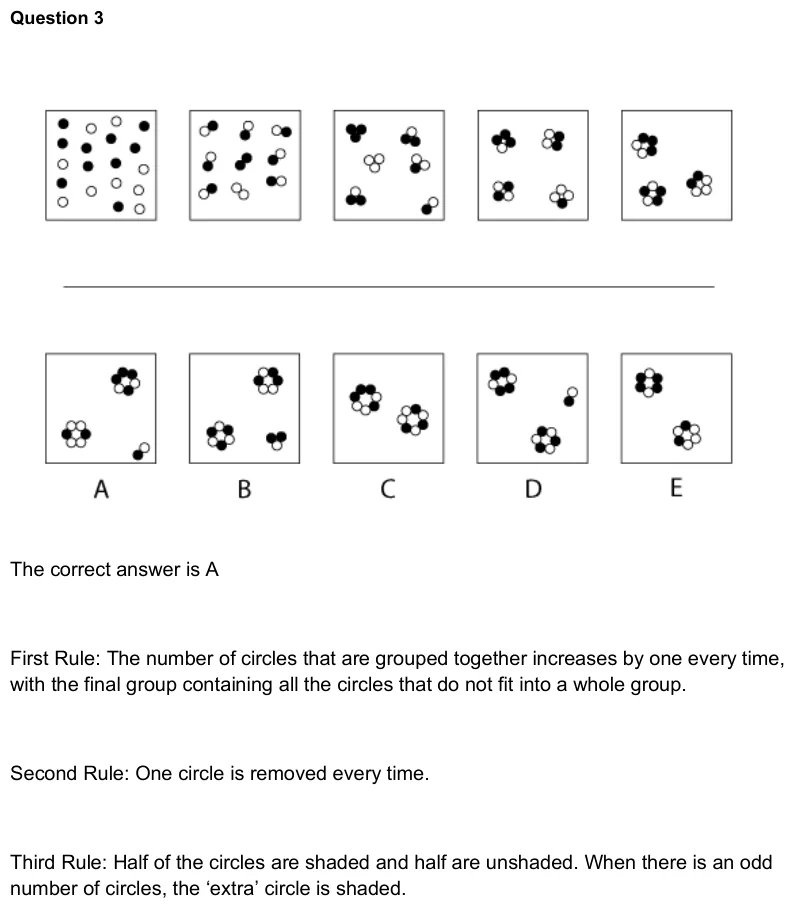 Question 3
A B C D E
The correct answer is A
First Rule: The number of circles that are grouped together increases by one every time,
with the final group containing all the circles that do not fit into a whole group.
Second Rule: One circle is removed every time.
Third Rule: Half of the circles are shaded and half are unshaded. When there is an odd
number of circles, the ‘extra’ circle is shaded.